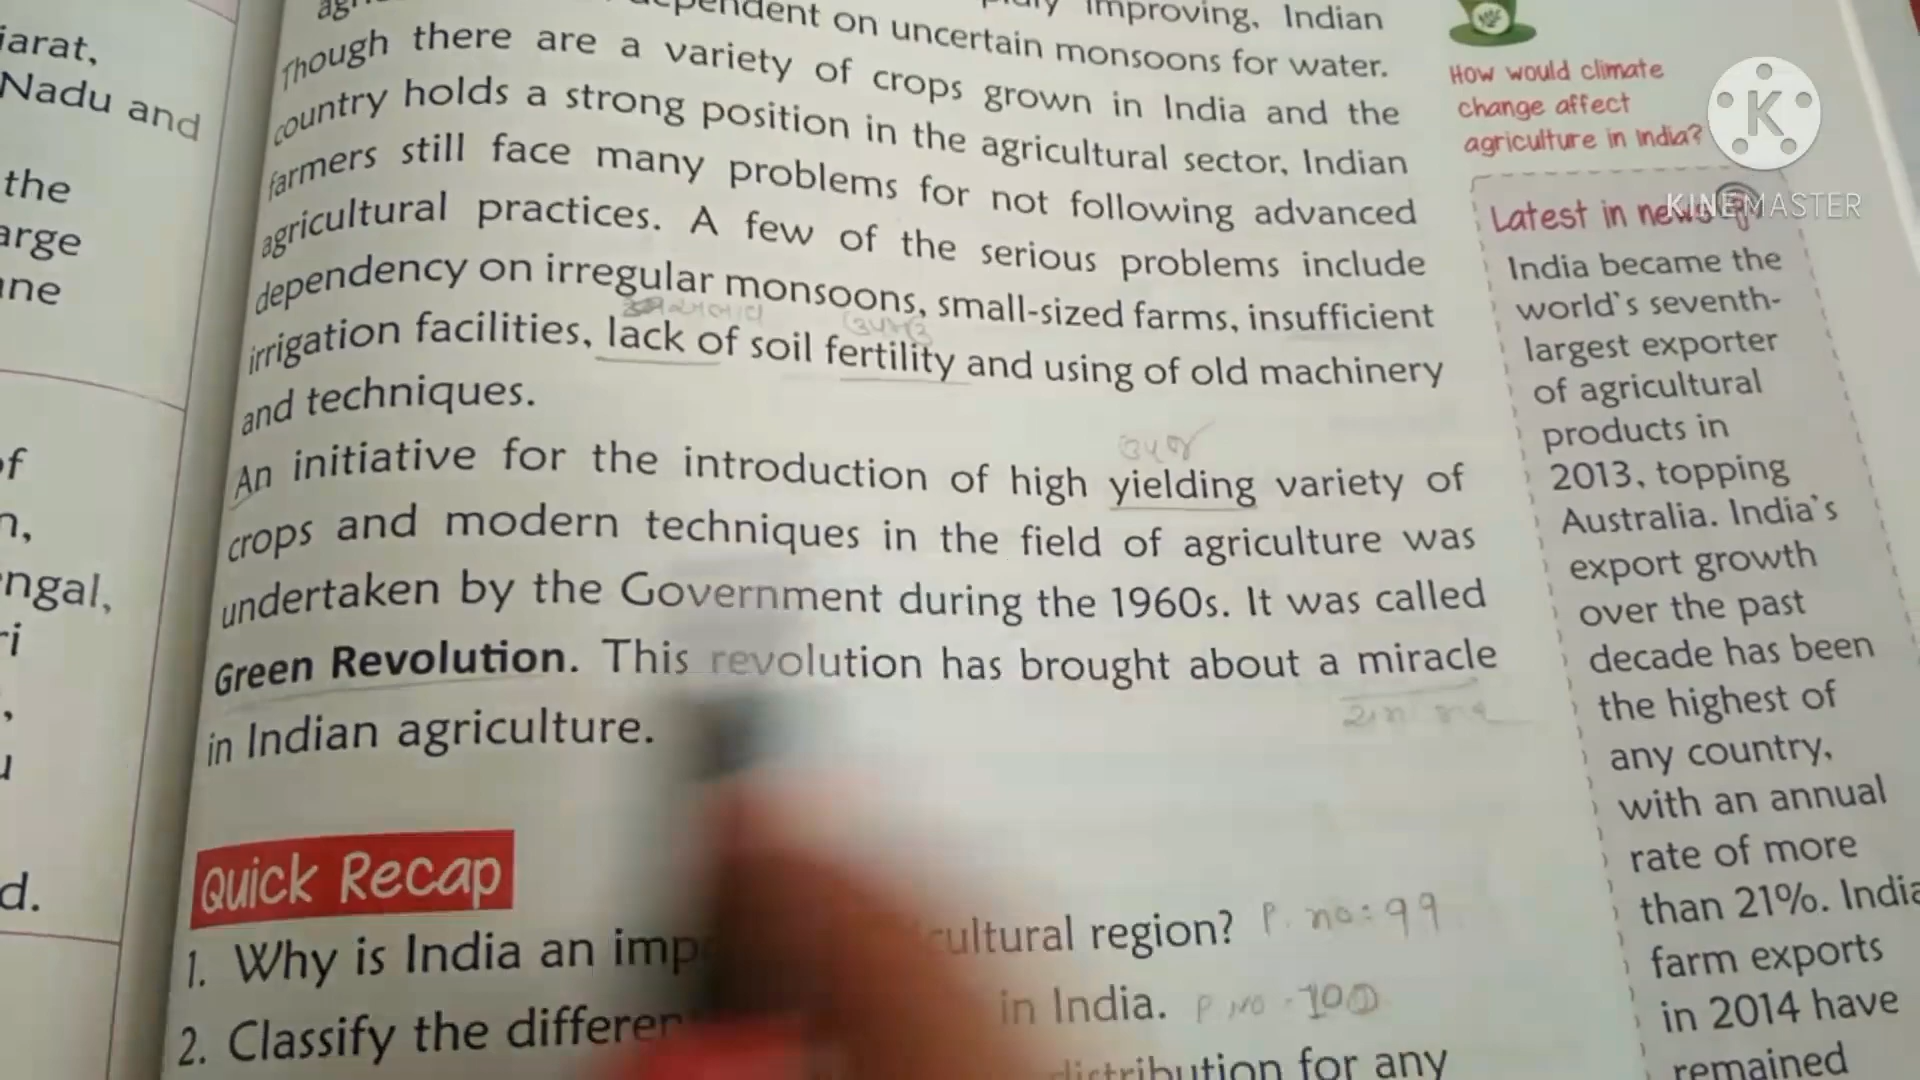 iarat,
Nadu and
the
arge
ane
of
n,
ngal,
ri
d.
improving, Indian
dependent on uncertain monsoons for water.
Though there are a variety of crops grown in India and the
country holds a strong position in the agricultural sector, Indian
farmers still face many problems for not following advanced
agricultural practices. A few of the serious problems include
dependency on irregular monsoons, small-sized farms, insufficient
irrigation facilities, lack of soil fertility and using of old machinery
and techniques.
An initiative for the introduction of high yielding variety of
crops and modern techniques in the field of agriculture was
undertaken by the Government during the 1960s. It was called
Green Revolution. This revolution has brought about a miracle
in Indian agriculture.
Quick Recap
1. Why is India an imp cultural region? P. no: 99
2. Classify the differen in India. P NO - 100
distribution for any
How would climate
change affect
agriculture in India?
K
KINEMASTER
Latest in news
India became the
world's seventh-
largest exporter
of agricultural
products in
2013, topping
Australia. India's
export growth
over the past
decade has been
the highest of
any country,
with an annual
rate of more
than 21%. India
farm exports
in 2014 have
remained